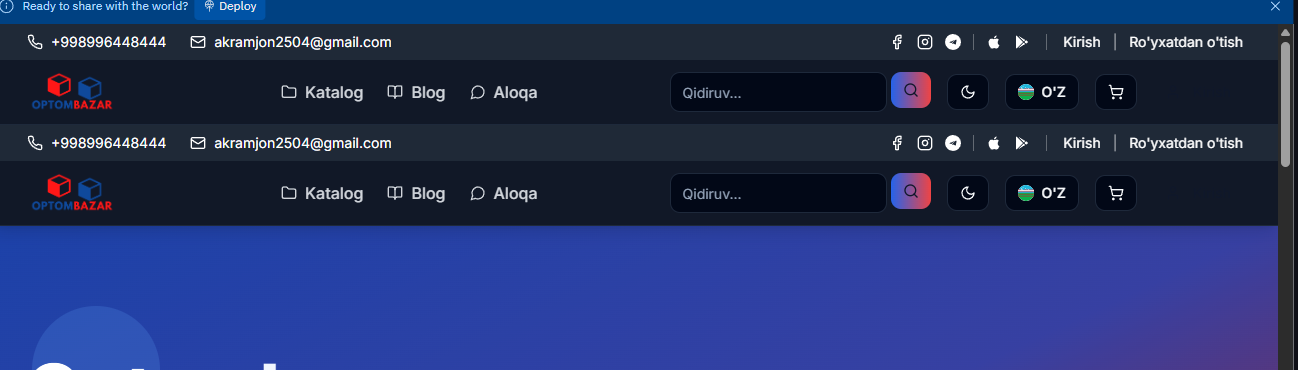 Ready to share with the world? Deploy
+998996448444 akramjon2504@gmail.com Kirish Ro'yxatdan o'tish
OPTOMBAZAR Katalog Blog Aloqa Qidiruv... O'Z
+998996448444 akramjon2504@gmail.com Kirish Ro'yxatdan o'tish
OPTOMBAZAR Katalog Blog Aloqa Qidiruv... O'Z